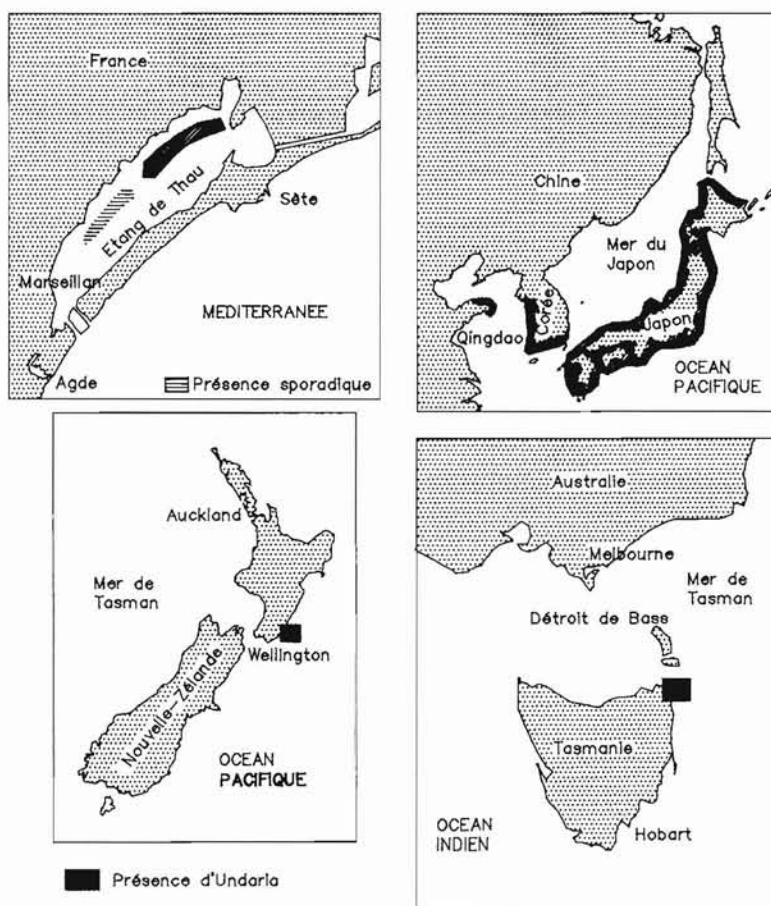 France
Etang de Thau
Sète
Marseillan
MEDITERRANEE
Agde
Présence sporadique
Chine
Mer du
Japon
Corée
Qingdao
Japon
OCEAN
PACIFIQUE
Auckland
Mer de
Tasman
Wellington
Nouvelle-Zélande
OCEAN
PACIFIQUE
Australie
Melbourne
Mer de
Tasman
Détroit de Bass
Tasmanie
OCEAN
INDIEN
Hobart
Présence d'Undaria